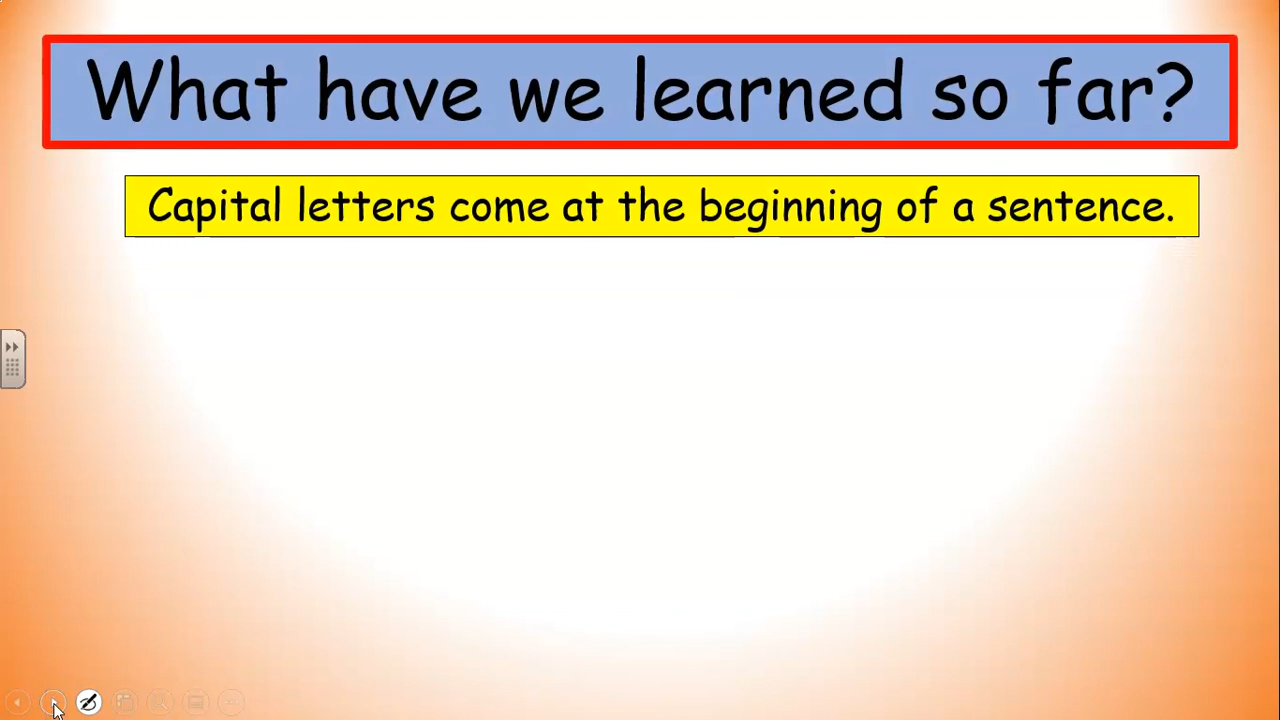 What have we learned so far?
Capital letters come at the beginning of a sentence.